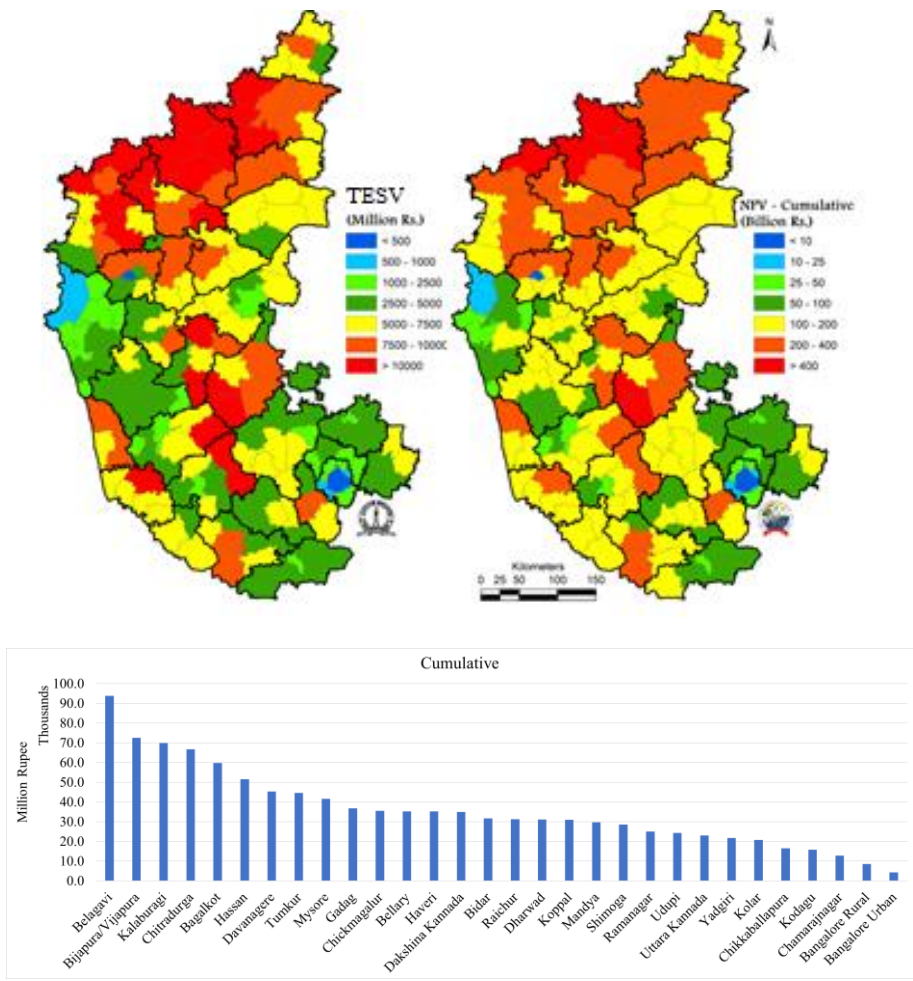 N
TESV
(Million Rs.)
< 500
500 - 1000
1000 - 2500
2500 - 5000
5000 - 7500
7500 - 10000
> 10000
NPV - Cumulative
(Billion Rs.)
< 10
10 - 25
25 - 50
50 - 100
100 - 200
200 - 400
> 400
Kilometers
0 25 50 100 150
Cumulative
Million Rupee
Thousands
100.0
90.0
80.0
70.0
60.0
50.0
40.0
30.0
20.0
10.0
0.0
Belagavi
Bijapura/Vijapura
Kalaburagi
Chitradurga
Bagalkot
Hassan
Davanagere
Tumkur
Mysore
Gadag
Chickmagalur
Bellary
Haveri
Dakshina Kannada
Bidar
Raichur
Dharwad
Koppal
Mandya
Shimoga
Ramanagar
Udupi
Uttara Kannada
Yadgiri
Kolar
Chikkaballapura
Kodagu
Chamarajnagar
Bangalore Rural
Bangalore Urban